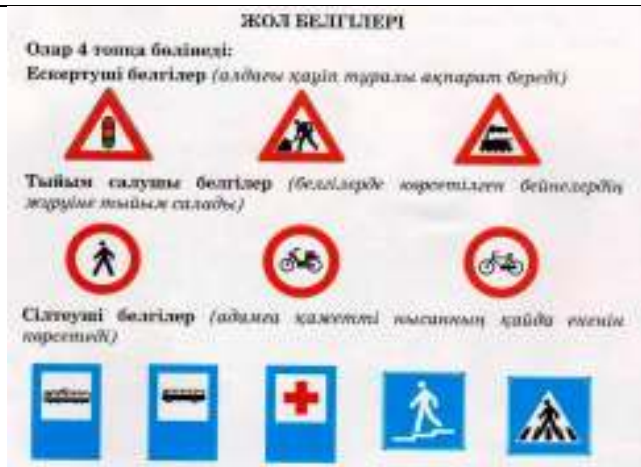 ЖОЛ БЕЛГІЛЕРІ
Олар 4 топқа бөлінеді:
Ескертуші белгілер (алдағы қауіп туралы ақпарат береді)
Тыйым салушы белгілер (белгілерде көрсетілген бейнелердің
жүруіне тыйым салады)
Сілтеуші белгілер (адамға қажетті нысанның қайда екенін
көрсетеді)